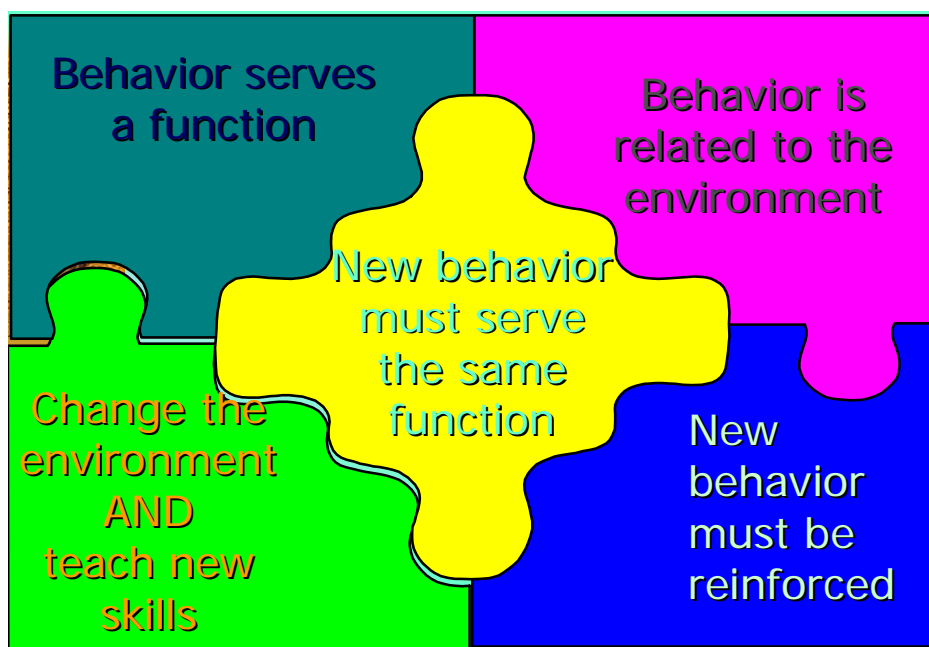 Behavior serves
a function
Behavior is
related to the
environment
New behavior
must serve
the same
function
Change the
environment
AND
teach new
skills
New
behavior
must be
reinforced